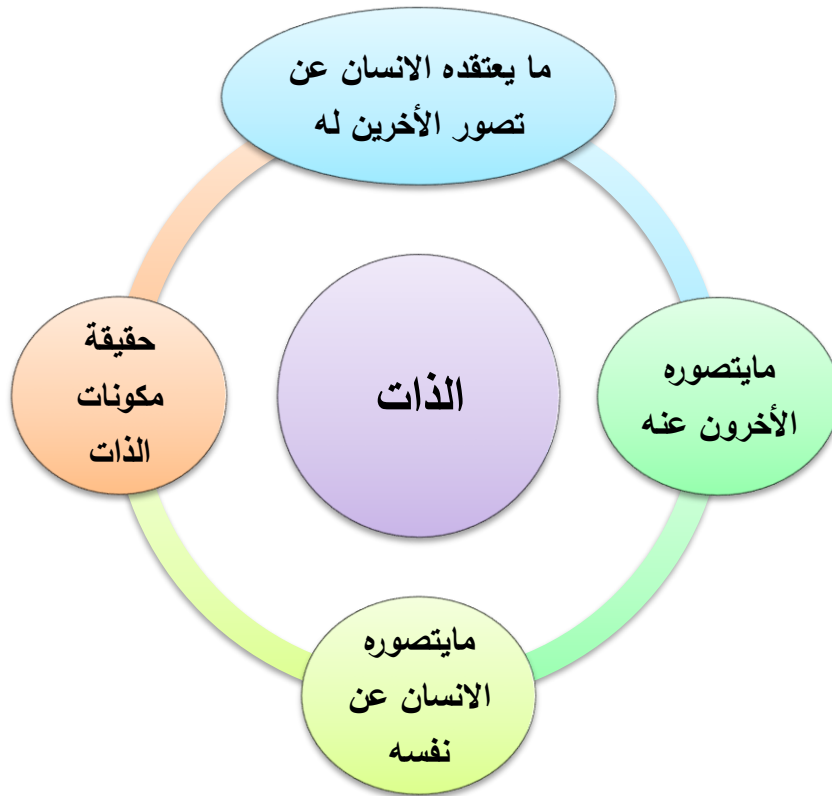 ما يعتقده الانسان عن
تصور الأخرين له
مايتصوره
الأخرون عنه
مايتصوره
الانسان عن
نفسه
حقيقة
مكونات
الذات
الذات